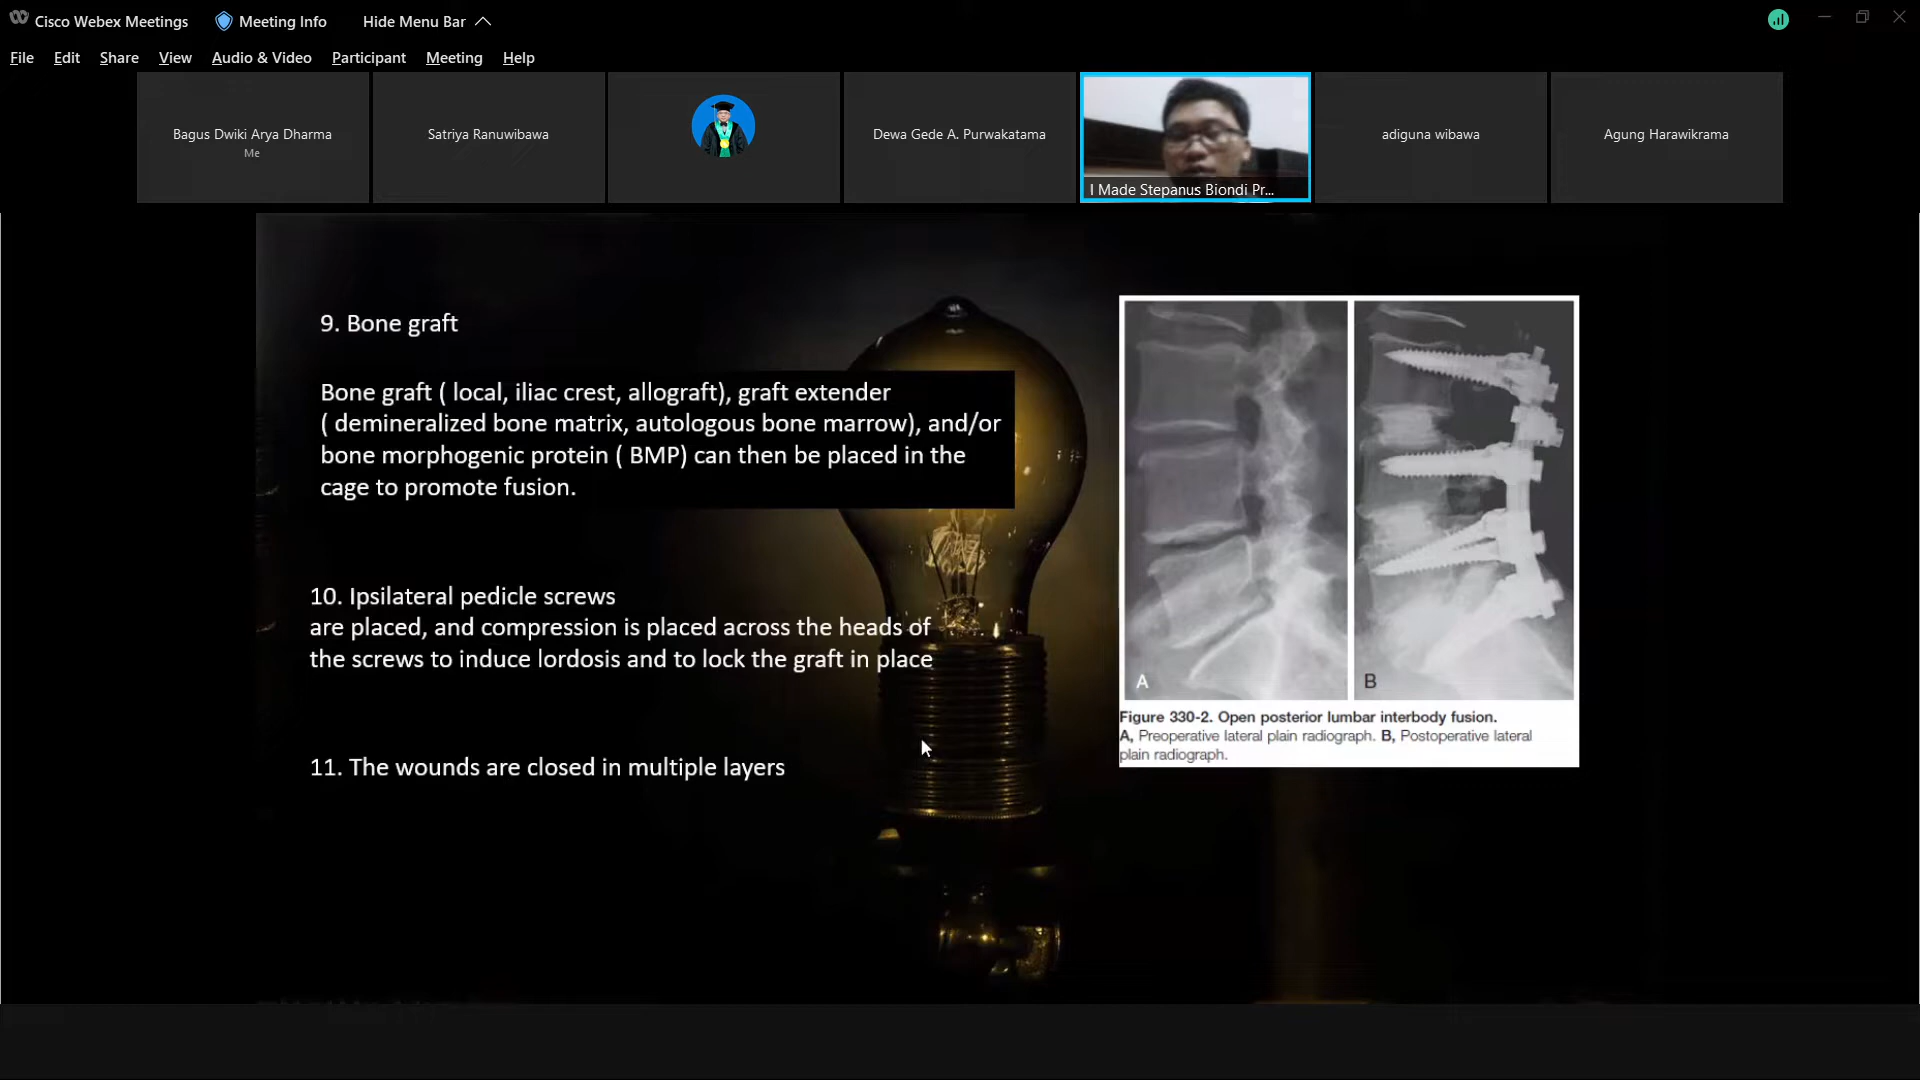 Cisco Webex Meetings
Meeting Info
Hide Menu Bar
File Edit Share View Audio & Video Participant Meeting Help
Bagus Dwiki Arya Dharma
Me
Satriya Ranuwibawa
Dewa Gede A. Purwakatama
I Made Stepanus Biondi Pr...
adiguna wibawa
Agung Harawikrama
9. Bone graft
Bone graft ( local, iliac crest, allograft), graft extender
( demineralized bone matrix, autologous bone marrow), and/or
bone morphogenic protein ( BMP) can then be placed in the
cage to promote fusion.
10. Ipsilateral pedicle screws
are placed, and compression is placed across the heads of
the screws to induce lordosis and to lock the graft in place
11. The wounds are closed in multiple layers
A
B
Figure 330-2. Open posterior lumbar interbody fusion.
A, Preoperative lateral plain radiograph. B, Postoperative lateral
plain radiograph.